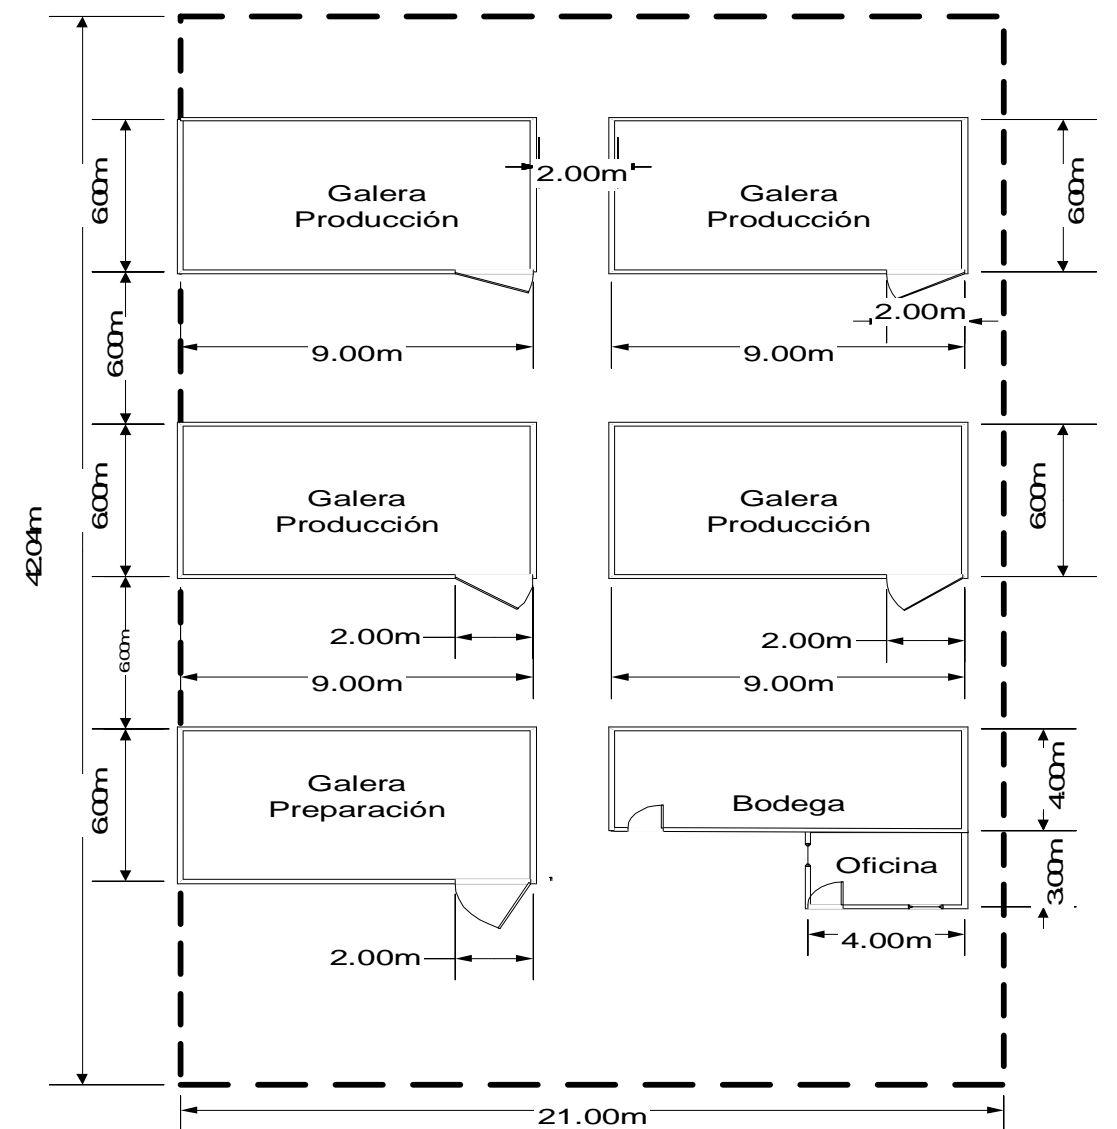 2.00m
6.00m
Galera
Producción
Galera
Producción
6.00m
2.00m
6.00m
9.00m
9.00m
6.00m
Galera
Producción
Galera
Producción
6.00m
42.04m
6.00m
2.00m
2.00m
9.00m
9.00m
6.00m
Galera
Preparación
Bodega
4.00m
Oficina
3.00m
2.00m
4.00m
21.00m